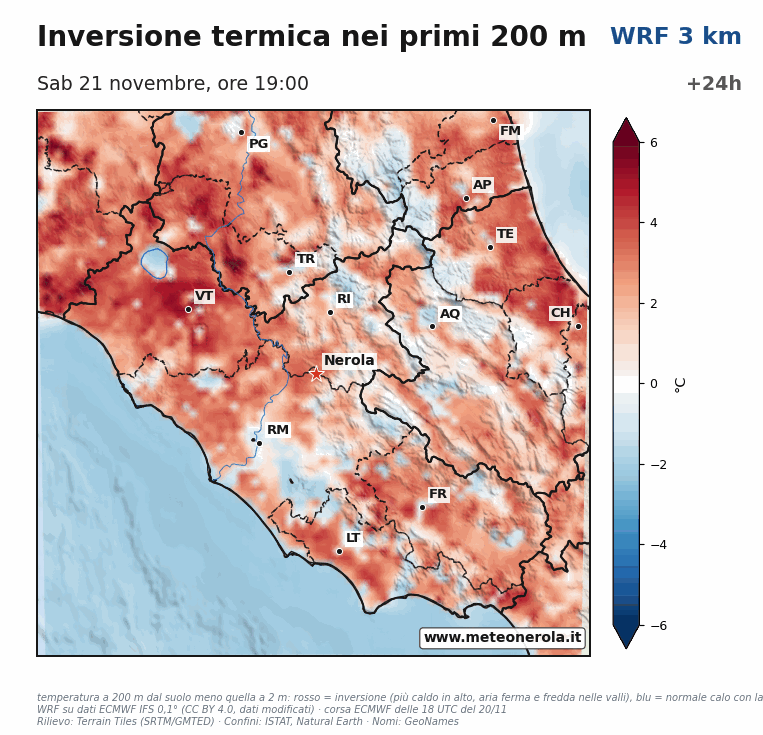 Inversione termica nei primi 200 m
WRF 3 km
Sab 21 novembre, ore 19:00
+24h
FM
PG
AP
TE
TR
RI
VT
AQ
CH
Nerola
RM
FR
LT
www.meteonerola.it
6
4
2
0
−2
−4
−6
°C
temperatura a 200 m dal suolo meno quella a 2 m: rosso = inversione (più caldo in alto, aria ferma e fredda nelle valli), blu = normale calo con la
WRF su dati ECMWF IFS 0,1° (CC BY 4.0, dati modificati) · corsa ECMWF delle 18 UTC del 20/11
Rilievo: Terrain Tiles (SRTM/GMTED) · Confini: ISTAT, Natural Earth · Nomi: GeoNames